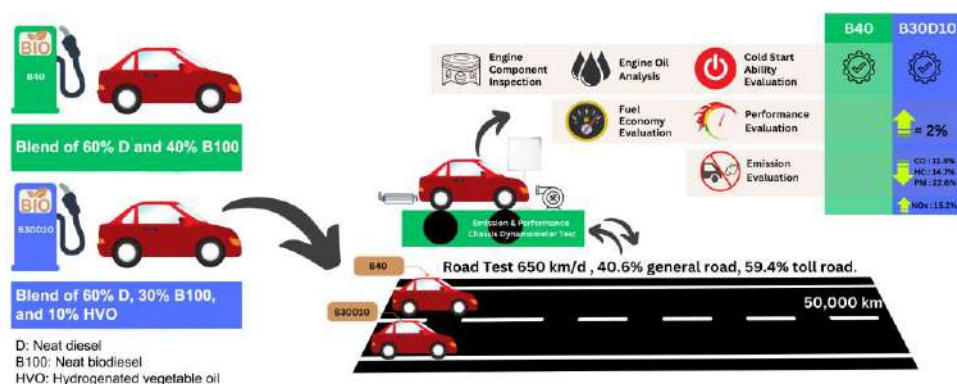 BIO
B40
Blend of 60% D and 40% B100
BIO
B30D10
Blend of 60% D, 30% B100,
and 10% HVO
D: Neat diesel
B100: Neat biodiesel
HVO: Hydrogenated vegetable oil
B40
B30D10
Engine
Component
Inspection
Engine Oil
Analysis
Cold Start
Ability
Evaluation
Fuel
Economy
Evaluation
Performance
Evaluation
= 2%
Emission
Evaluation
CO : 11.4%
HC : 14.7%
PM : 22.6%
NOx : 15.2%
Emission & Performance
Chassis Dynamometer Test
Road Test 650 km/d , 40.6% general road, 59.4% toll road.
B40
B30D10
50,000 km